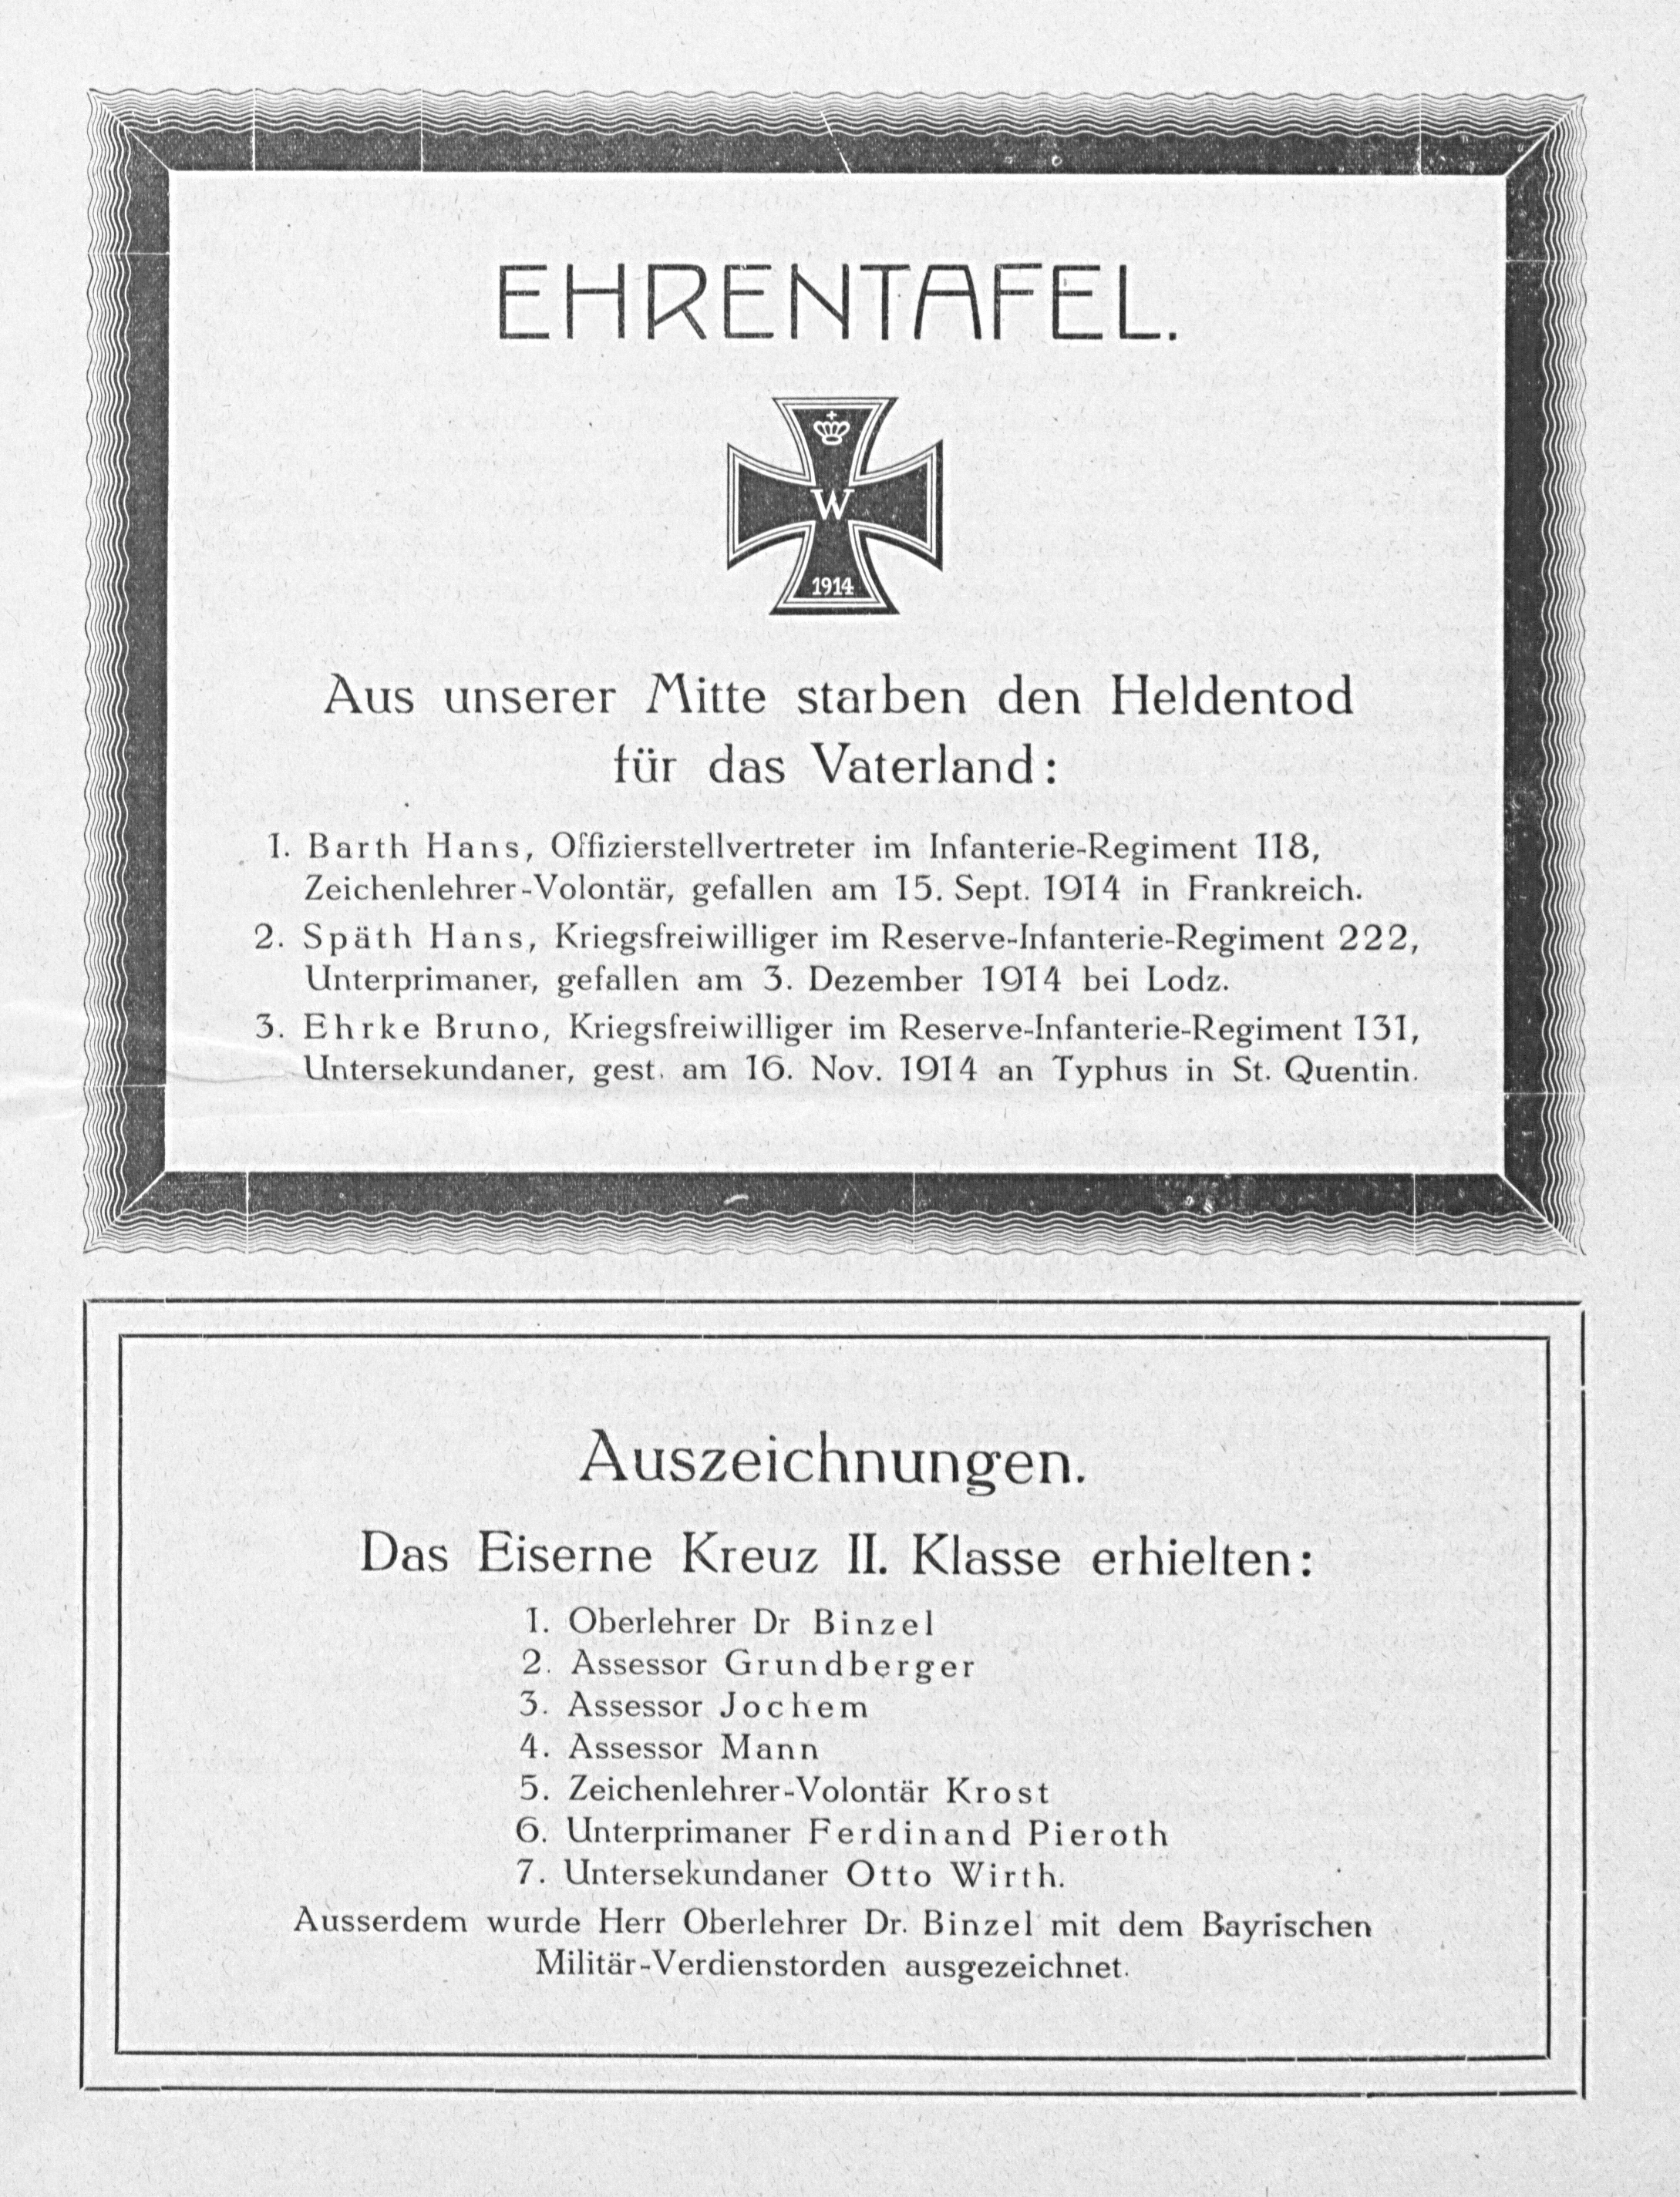 EHRENTAFEL.
W
1914
Aus unserer Mitte starben den Heldentod
für das Vaterland:
1. Barth Hans, Offizierstellvertreter im Infanterie-Regiment 118,
Zeichenlehrer-Volontär, gefallen am 15. Sept. 1914 in Frankreich.
2. Späth Hans, Kriegsfreiwilliger im Reserve-Infanterie-Regiment 222,
Unterprimaner, gefallen am 3. Dezember 1914 bei Lodz.
3. Ehrke Bruno, Kriegsfreiwilliger im Reserve-Infanterie-Regiment 131,
Untersekundaner, gest. am 16. Nov. 1914 an Typhus in St. Quentin.
Auszeichnungen.
Das Eiserne Kreuz II. Klasse erhielten:
1. Oberlehrer Dr Binzel
2. Assessor Grundberger
3. Assessor Jochem
4. Assessor Mann
5. Zeichenlehrer-Volontär Krost
6. Unterprimaner Ferdinand Pieroth
7. Untersekundaner Otto Wirth.
Ausserdem wurde Herr Oberlehrer Dr. Binzel mit dem Bayrischen
Militär-Verdienstorden ausgezeichnet.